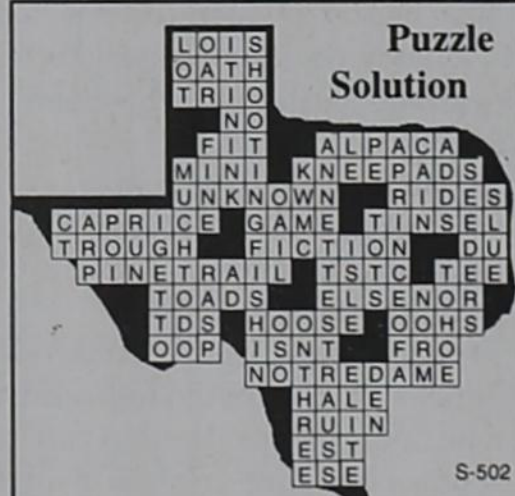 Puzzle
Solution
LOIS
OATH
TRIO
NO
FIT ALPACA
MINI KNEEPADS
UNKNOWN RIDES
CAPRICE GAME TINSEL
TROUGH FICTION DU
PINETRAIL TSTC TEE
TOADS ELSENOR
TDS HOOSE OOHS
OOP ISNT FRO
NOTREDAME
HALE
RUIN
EST
ESE
S-502